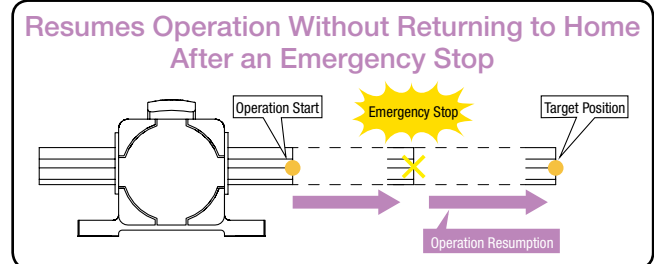 Resumes Operation Without Returning to Home
After an Emergency Stop
Operation Start
Emergency Stop
Target Position
Operation Resumption